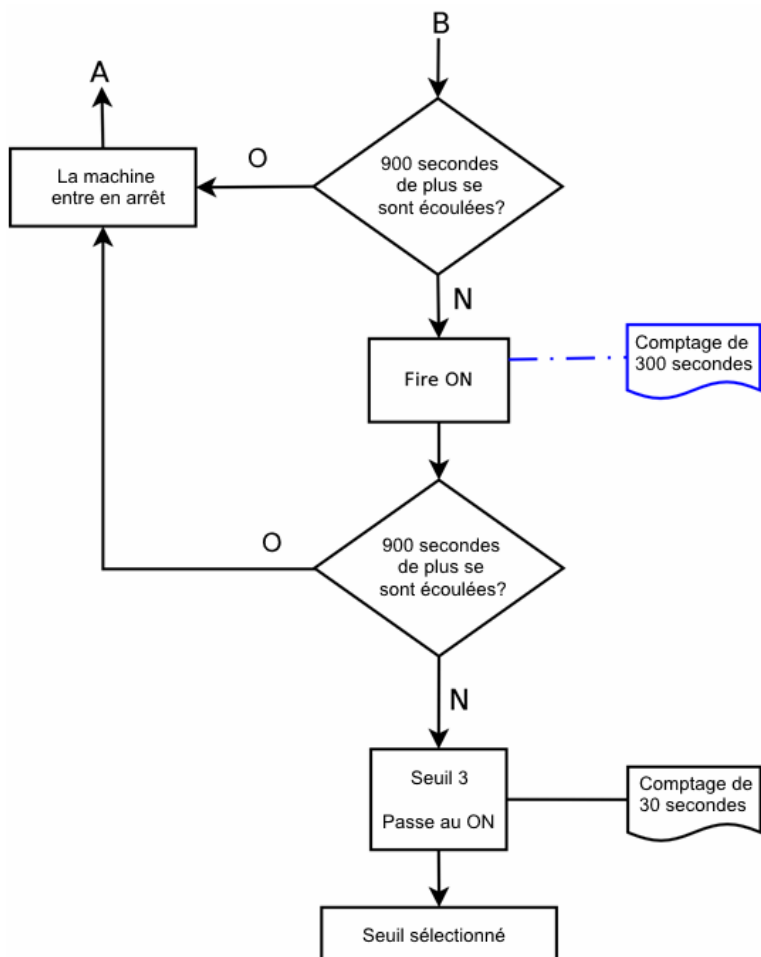 B
A
O
La machine
entre en arrêt
900 secondes
de plus se
sont écoulées?
N
Fire ON
Comptage de
300 secondes
O
900 secondes
de plus se
sont écoulées?
N
Seuil 3
Passe au ON
Comptage de
30 secondes
Seuil sélectionné